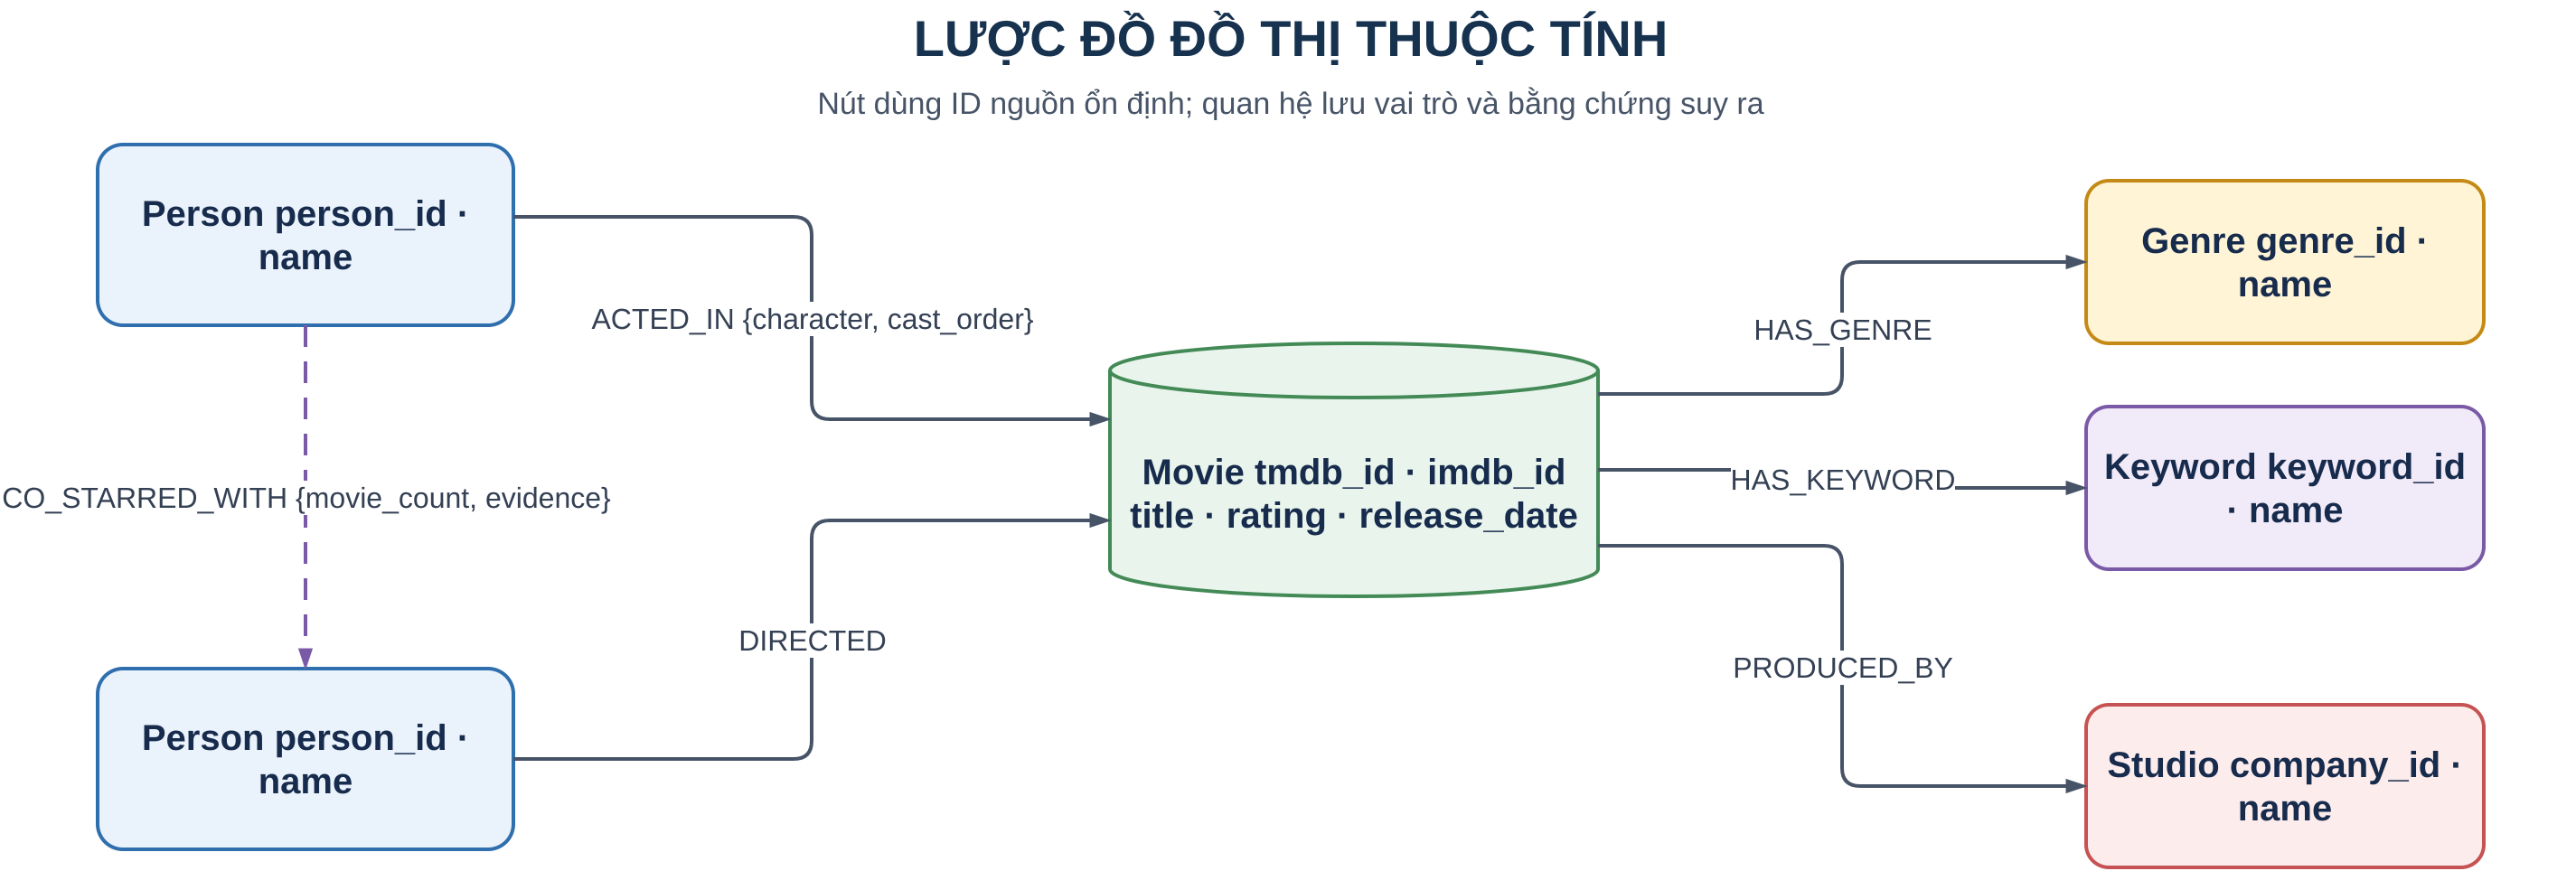 LƯỢC ĐỒ ĐỒ THỊ THUỘC TÍNH
Nút dùng ID nguồn ổn định; quan hệ lưu vai trò và bằng chứng suy ra
Person person_id ·
name
ACTED_IN {character, cast_order}
CO_STARRED_WITH {movie_count, evidence}
Person person_id ·
name
DIRECTED
Movie tmdb_id · imdb_id
title · rating · release_date
HAS_GENRE
Genre genre_id ·
name
HAS_KEYWORD
Keyword keyword_id
· name
PRODUCED_BY
Studio company_id ·
name